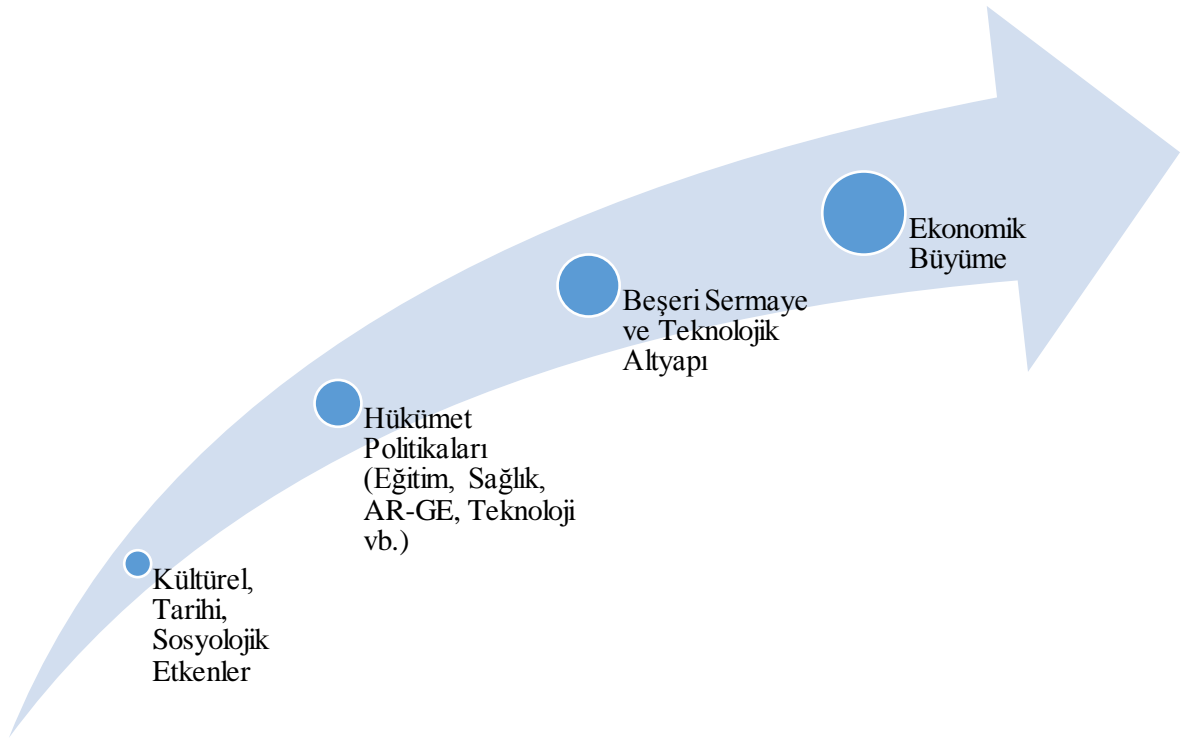 Kültürel,
Tarihi,
Sosyolojik
Etkenler
Hükümet
Politikaları
(Eğitim, Sağlık,
AR-GE, Teknoloji
vb.)
Beşeri Sermaye
ve Teknolojik
Altyapı
Ekonomik
Büyüme